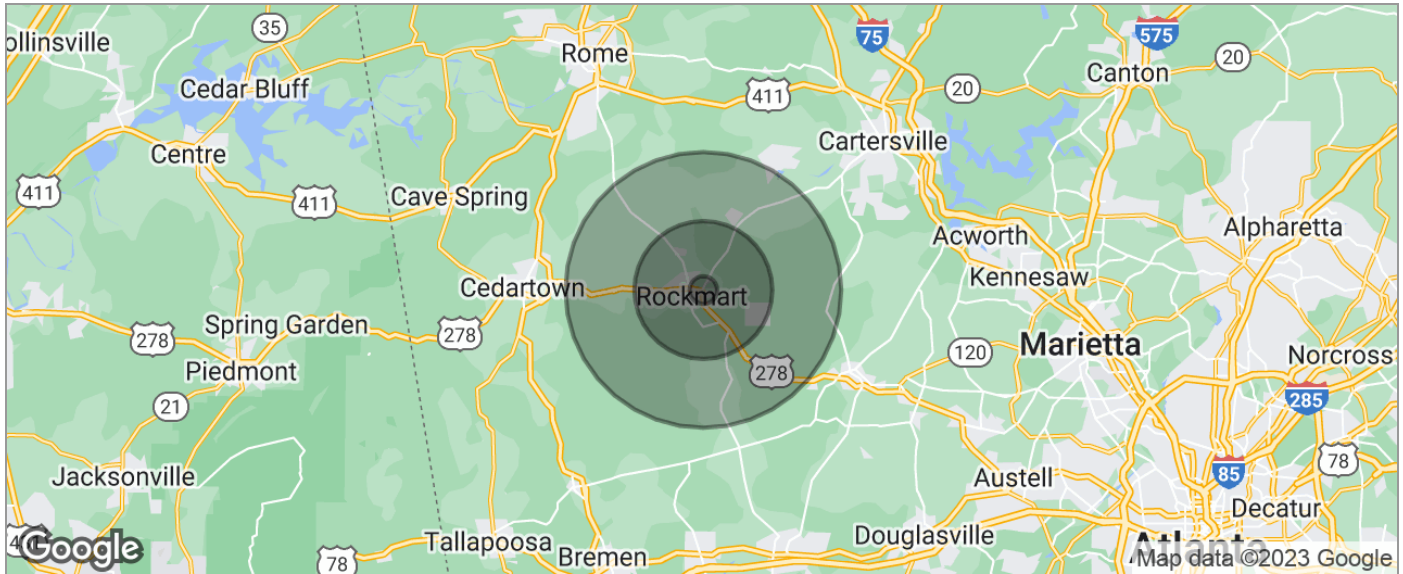 35
ollinsville
Rome
75
575
20
Canton
Cedar Bluff
411
20
Cartersville
Centre
411
411
Cave Spring
Alpharetta
Acworth
Kennesaw
Cedartown
Rockmart
Spring Garden
278
278
Marietta
120
Norcross
Piedmont
278
21
285
78
85
Jacksonville
Austell
Decatur
Douglasville
Tallapoosa
Bremen
78
Google
Atlanta
Map data ©2023 Google